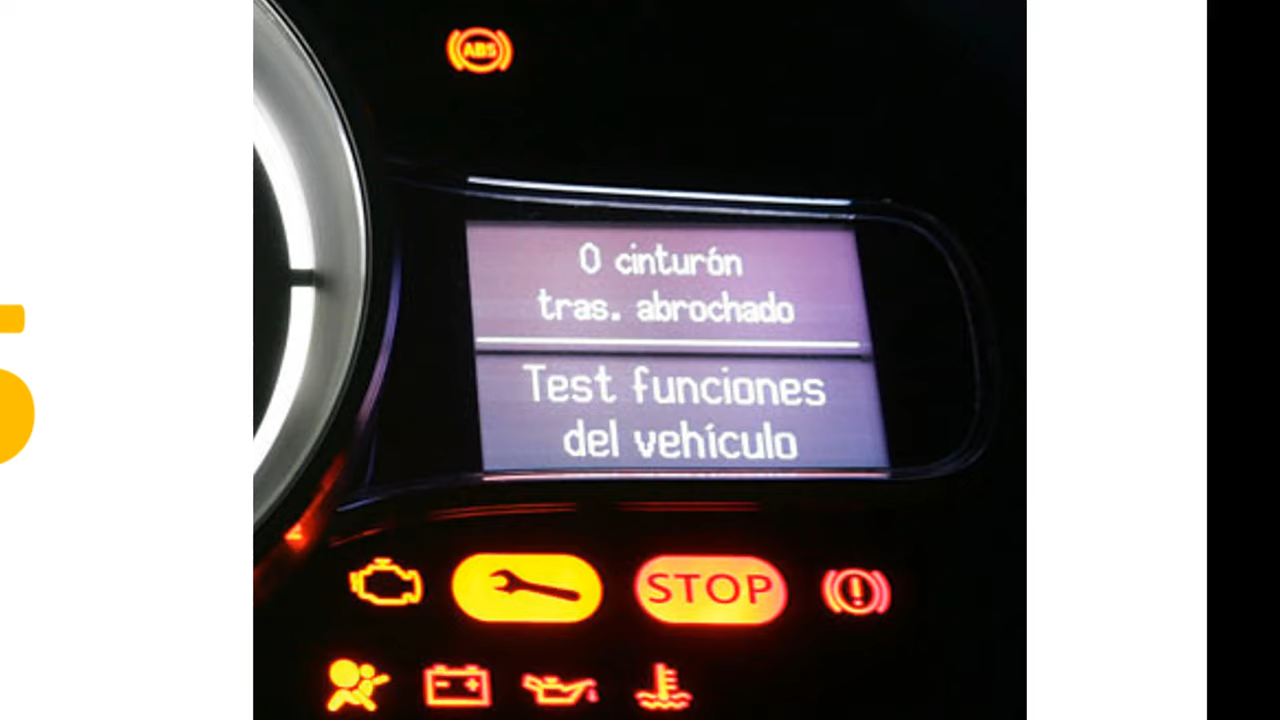 ABS
0 cinturón
tras. abrochado
Test funciones
del vehículo
STOP